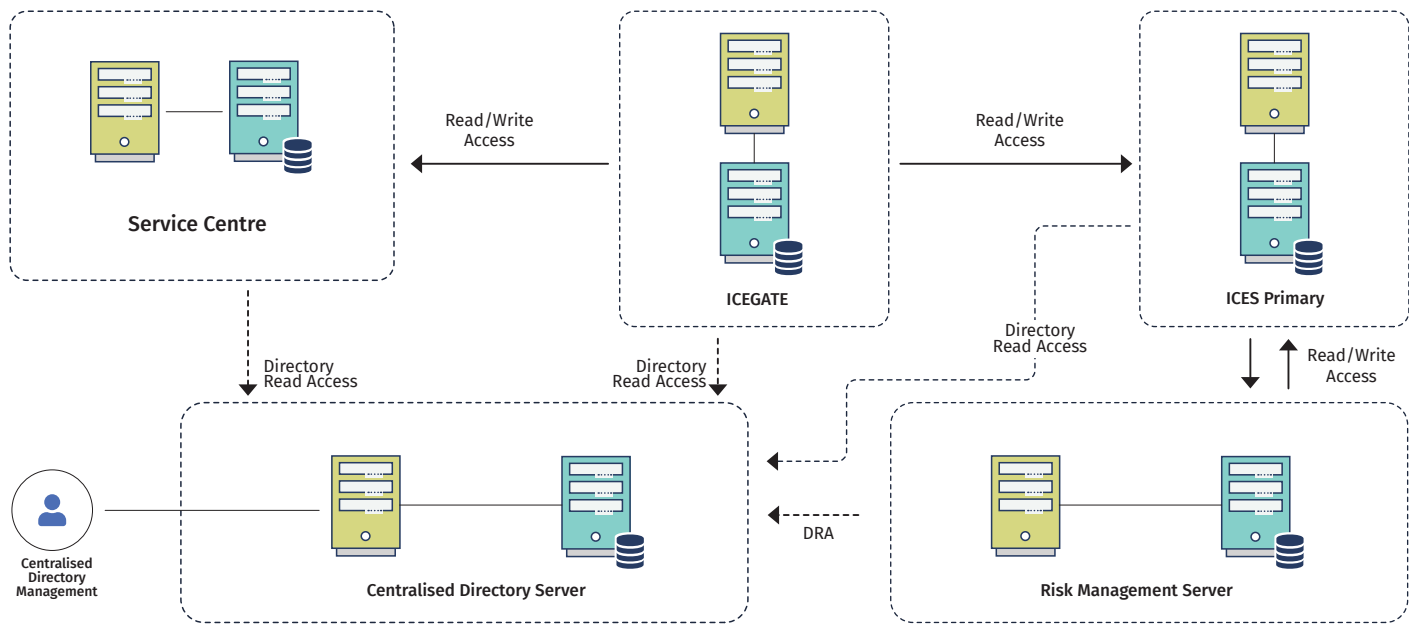 Service Centre
Read/Write
Access
ICEGATE
Read/Write
Access
ICES Primary
Directory
Read Access
Directory
Read Access
Directory
Read Access
Read/Write
Access
Centralised
Directory
Management
Centralised Directory Server
DRA
Risk Management Server